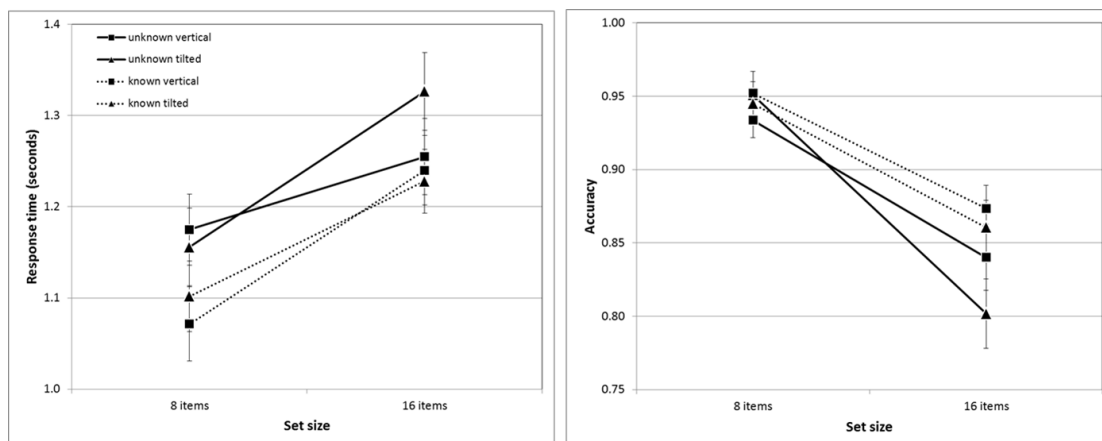 1.4
1.3
1.2
1.1
1.0
Response time (seconds)
unknown vertical
unknown tilted
known vertical
known tilted
8 items
16 items
Set size
1.00
0.95
0.90
0.85
0.80
0.75
Accuracy
8 items
16 items
Set size